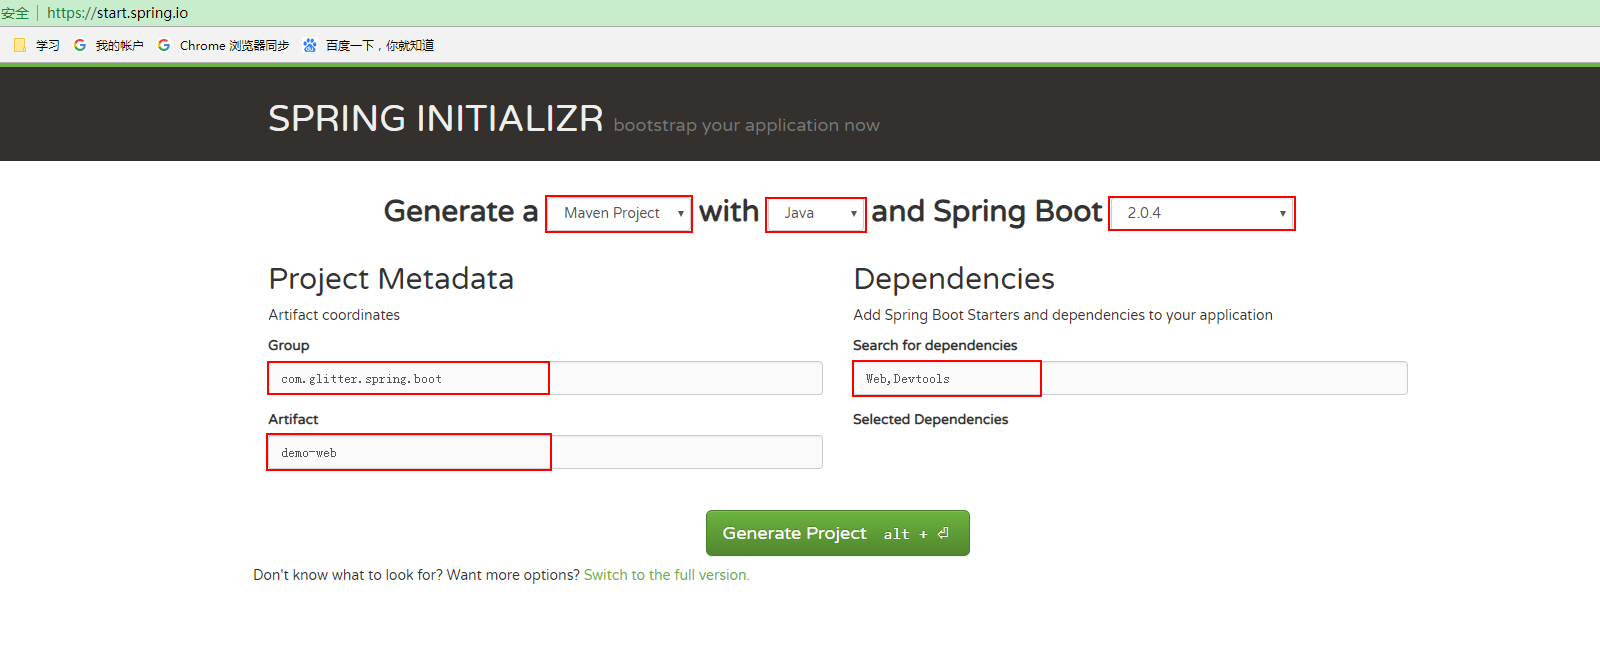 安全 https://start.spring.io
学习 我的帐户 Chrome 浏览器同步 百度一下，你就知道
SPRING INITIALIZR bootstrap your application now
Generate a Maven Project with Java and Spring Boot 2.0.4
Project Metadata
Artifact coordinates
Group
com.glitter.spring.boot
Artifact
demo-web
Dependencies
Add Spring Boot Starters and dependencies to your application
Search for dependencies
Web,Devtools
Selected Dependencies
Generate Project alt + ⏎
Don't know what to look for? Want more options? Switch to the full version.